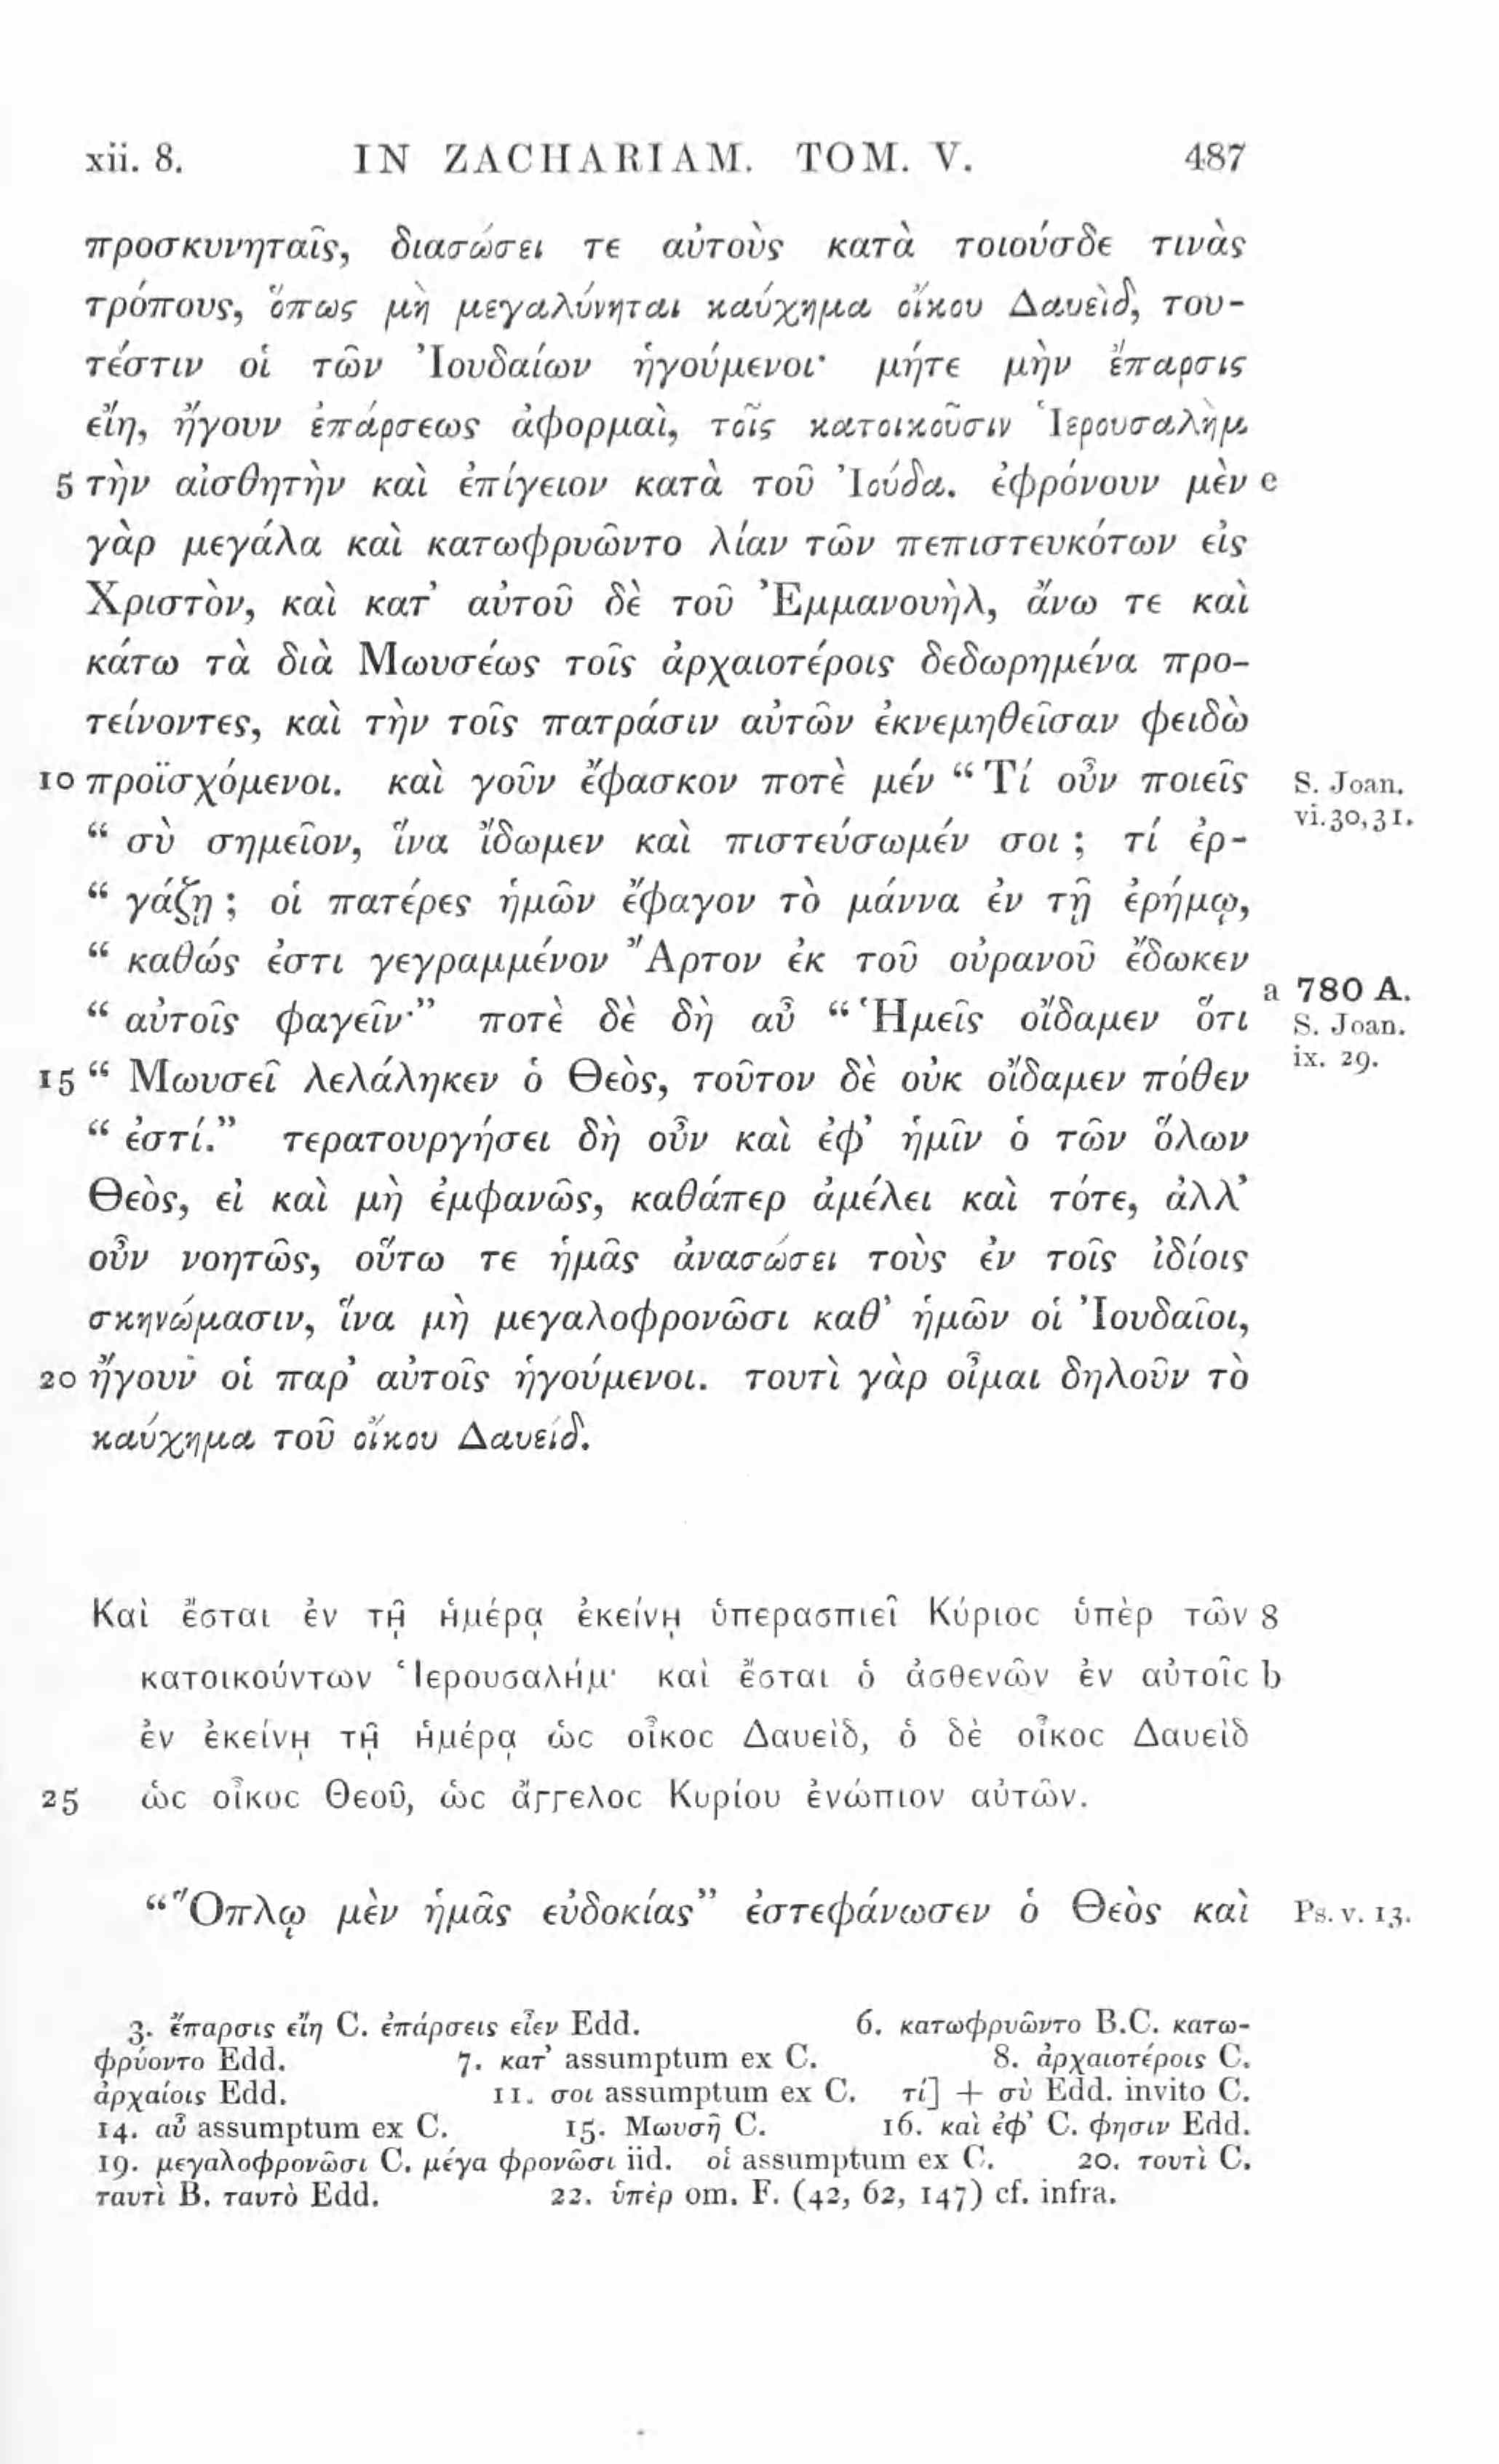 xii. 8. IN ZACHARIAM. TOM. V. 487
προσκυνηταῖς, διασώσει τε αὐτοὺς κατὰ τοιούσδε τινὰς
τρόπους, ὅπως μὴ μεγαλύνηται καύχημα οἴκου Δαυεὶδ, του-
τέστιν οἱ τῶν Ἰουδαίων ἡγούμενοι· μήτε μὴν ἔπαρσις
εἴη, ἤγουν ἐπάρσεως ἀφορμαὶ, τοῖς κατοικοῦσιν Ἱερουσαλὴμ
5 τὴν αἰσθητὴν καὶ ἐπίγειον κατὰ τοῦ Ἰούδα. ἐφρόνουν μὲν e
γὰρ μεγάλα καὶ κατωφρυῶντο λίαν τῶν πεπιστευκότων εἰς
Χριστὸν, καὶ κατ’ αὐτοῦ δὲ τοῦ Ἐμμανουὴλ, ἄνω τε καὶ
κάτω τὰ διὰ Μωυσέως τοῖς ἀρχαιοτέροις δεδωρημένα προ-
τείνοντες, καὶ τὴν τοῖς πατράσιν αὐτῶν ἐκνεμηθεῖσαν φειδὼ
10 προϊσχόμενοι. καὶ γοῦν ἔφασκον ποτὲ μέν “Τί οὖν ποιεῖς S. Joan.
“ σὺ σημεῖον, ἵνα ἴδωμεν καὶ πιστεύσωμέν σοι ; τί ἐρ- vi. 30, 31.
“ γάζῃ ; οἱ πατέρες ἡμῶν ἔφαγον τὸ μάννα ἐν τῇ ἐρήμῳ,
“ καθώς ἐστι γεγραμμένον Ἄρτον ἐκ τοῦ οὐρανοῦ ἔδωκεν
“ αὐτοῖς φαγεῖν·” ποτὲ δὲ δὴ αὖ “Ἡμεῖς οἴδαμεν ὅτι a 780 A. S. Joan.
15 “ Μωυσεῖ λελάληκεν ὁ Θεὸς, τοῦτον δὲ οὐκ οἴδαμεν πόθεν ix. 29.
“ ἐστί.” τερατουργήσει δὴ οὖν καὶ ἐφ’ ἡμῖν ὁ τῶν ὅλων
Θεὸς, εἰ καὶ μὴ ἐμφανῶς, καθάπερ ἀμέλει καὶ τότε, ἀλλ’
οὖν νοητῶς, οὕτω τε ἡμᾶς ἀνασώσει τοὺς ἐν τοῖς ἰδίοις
σκηνώμασιν, ἵνα μὴ μεγαλοφρονῶσι καθ’ ἡμῶν οἱ Ἰουδαῖοι,
20 ἤγουν οἱ παρ’ αὐτοῖς ἡγούμενοι. τουτὶ γὰρ οἶμαι δηλοῦν τὸ
καύχημα τοῦ οἴκου Δαυείδ.
Καὶ ἔσται ἐν τῇ ἡμέρᾳ ἐκείνῃ ὑπερασπιεῖ Κύριος ὑπὲρ τῶν 8
κατοικούντων Ἱερουσαλήμ· καὶ ἔσται ὁ ἀσθενῶν ἐν αὐτοῖς b
ἐν ἐκείνῃ τῇ ἡμέρᾳ ὡς οἶκος Δαυεὶδ, ὁ δὲ οἶκος Δαυεὶδ
25 ὡς οἶκος Θεοῦ, ὡς ἄγγελος Κυρίου ἐνώπιον αὐτῶν.
“Ὅπλῳ μὲν ἡμᾶς εὐδοκίας” ἐστεφάνωσεν ὁ Θεὸς καὶ Ps. v. 13.
3. ἔπαρσις εἴη C. ἐπάρσεις εἶεν Edd. 6. κατωφρυῶντο B.C. κατω-
φρύοντο Edd. 7. κατ’ assumptum ex C. 8. ἀρχαιοτέροις C.
ἀρχαίοις Edd. 11. σοι assumptum ex C. τί] + σὺ Edd. invito C.
14. αὖ assumptum ex C. 15. Μωυσῆ C. 16. καὶ ἐφ’ C. φησιν Edd.
19. μεγαλοφρονῶσι C. μέγα φρονῶσι iid. οἱ assumptum ex C. 20. τουτὶ C.
ταυτὶ B. ταυτὸ Edd. 22. ὑπὲρ om. F. (42, 62, 147) cf. infra.